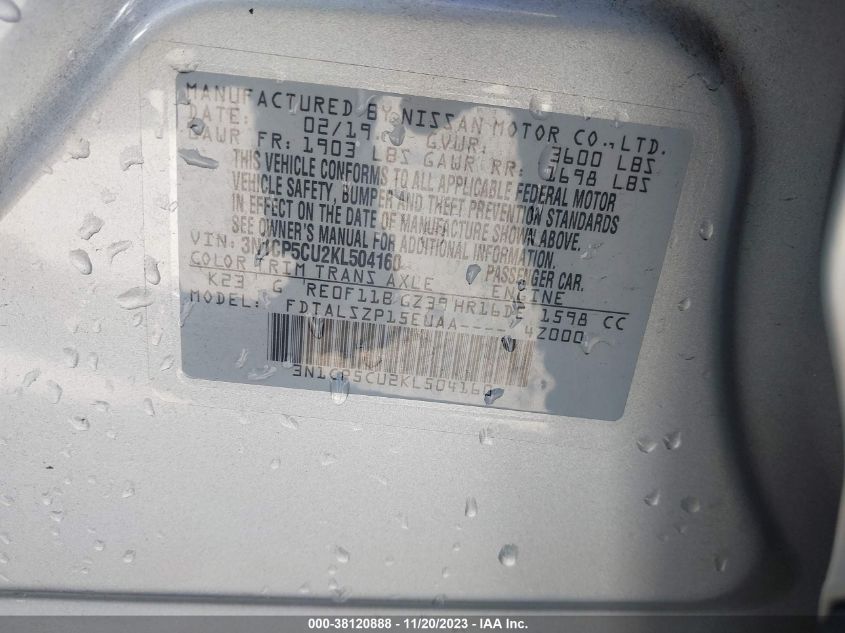 MANUFACTURED BY NISSAN MOTOR CO., LTD.
DATE: 02/19 GVWR: 3600 LBS
GAWR FR: 1903 LBS GAWR RR: 1698 LBS
THIS VEHICLE CONFORMS TO ALL APPLICABLE FEDERAL MOTOR
VEHICLE SAFETY, BUMPER AND THEFT PREVENTION STANDARDS
IN EFFECT ON THE DATE OF MANUFACTURE SHOWN ABOVE.
SEE OWNER'S MANUAL FOR ADDITIONAL INFORMATION.
VIN: 3N1CP5CU2KL504160 PASSENGER CAR.
COLOR TRIM TRANS AXLE ENGINE
K23 G RE0F11B GZ39 HR16DE 1598 CC
MODEL: FDTALSZP15EUAA---- 4Z000
3N1CP5CU2KL504160
000-38120888 - 11/20/2023 - IAA Inc.